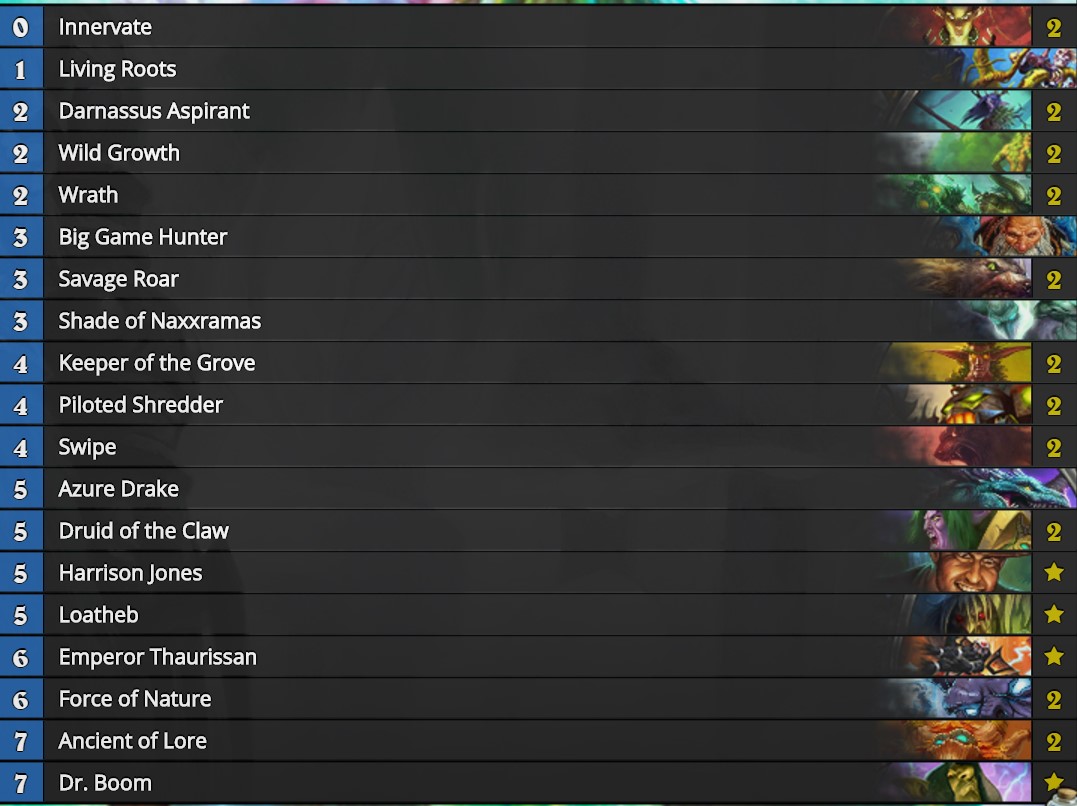 0 Innervate 2
1 Living Roots
2 Darnassus Aspirant 2
2 Wild Growth 2
2 Wrath 2
3 Big Game Hunter
3 Savage Roar 2
3 Shade of Naxxramas
4 Keeper of the Grove 2
4 Piloted Shredder 2
4 Swipe 2
5 Azure Drake
5 Druid of the Claw 2
5 Harrison Jones
5 Loatheb
6 Emperor Thaurissan
6 Force of Nature 2
7 Ancient of Lore 2
7 Dr. Boom